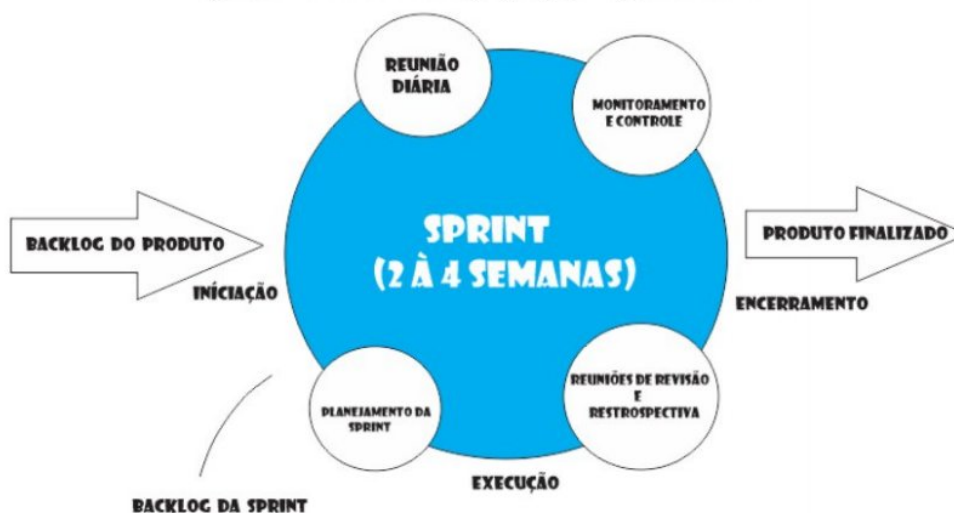 REUNIÃO
DIÁRIA
MONITORAMENTO
E CONTROLE
BACKLOG DO PRODUTO
SPRINT
(2 À 4 SEMANAS)
PRODUTO FINALIZADO
INÍCIAÇÃO
ENCERRAMENTO
PLANEJAMENTO DA
SPRINT
REUNIÕES DE REVISÃO
E
RESTROSPECTIVA
EXECUÇÃO
BACKLOG DA SPRINT